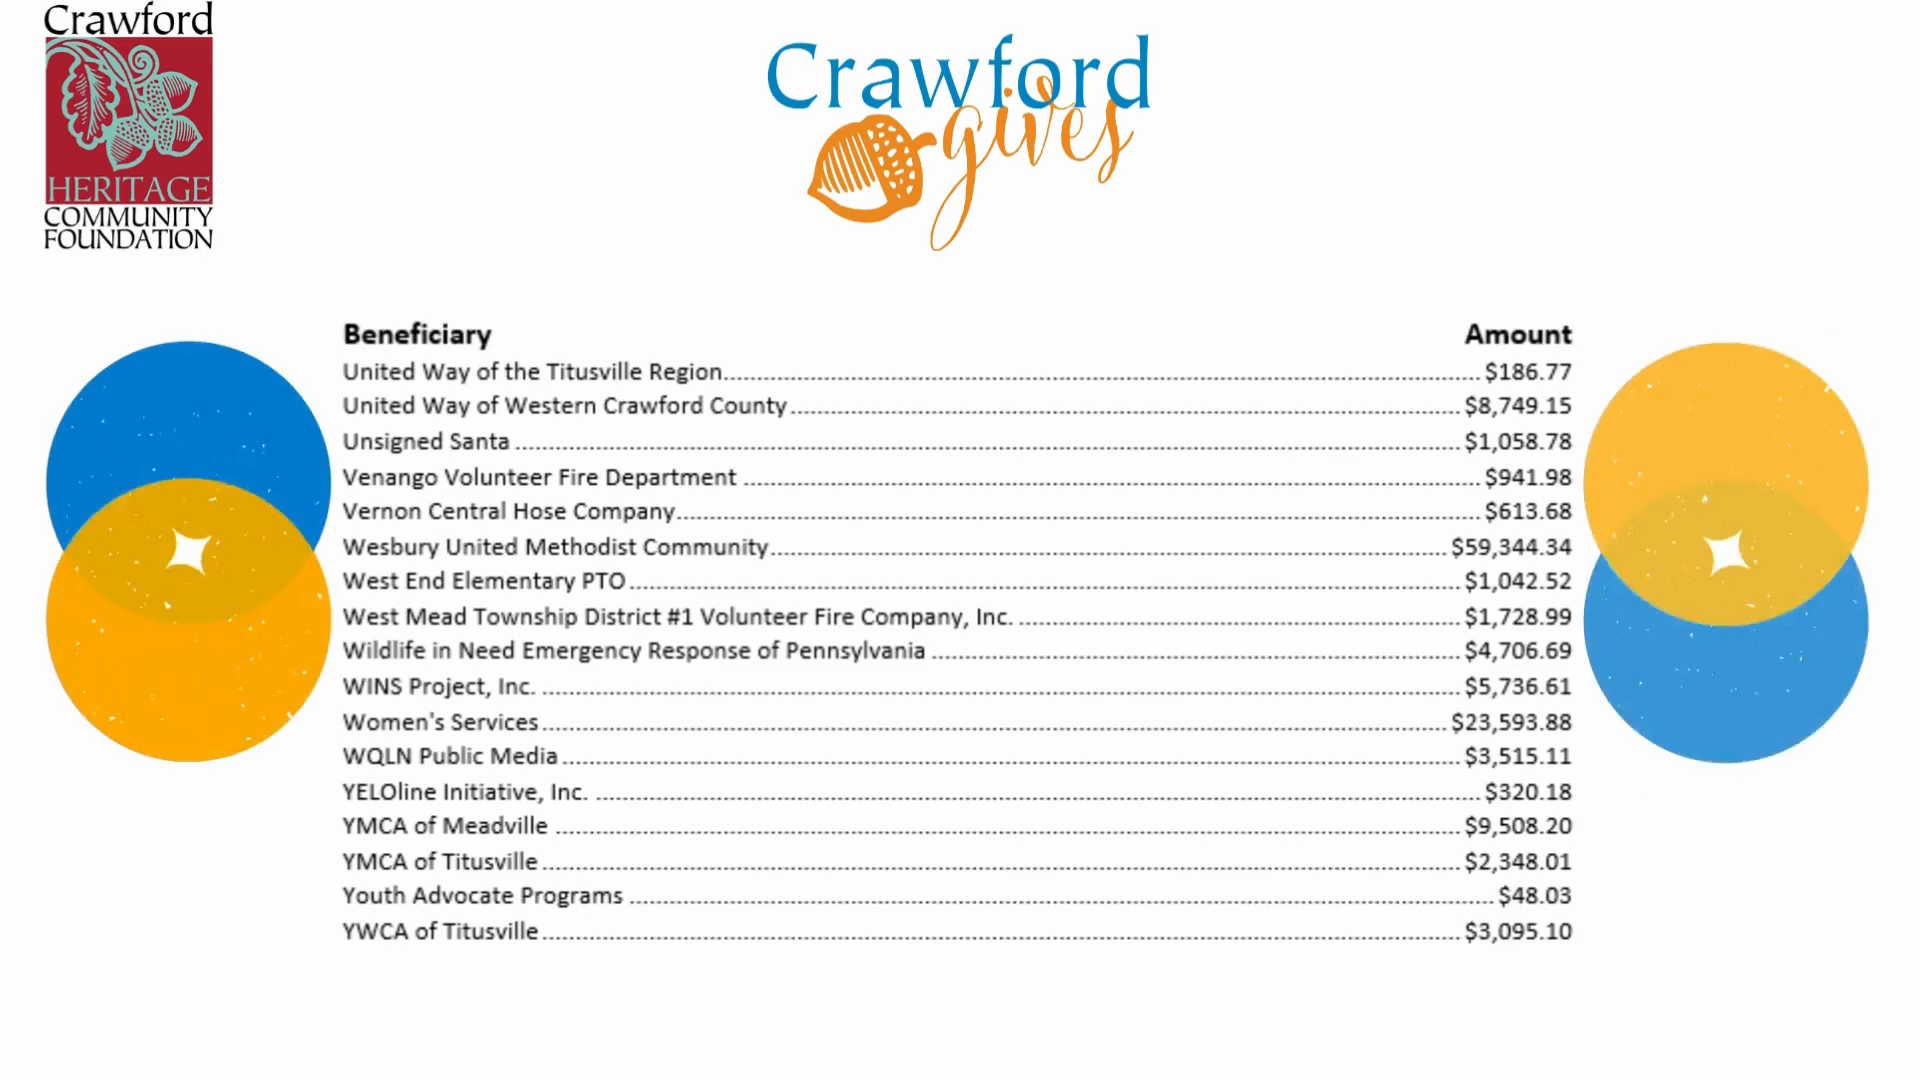 Crawford
HERITAGE
COMMUNITY
FOUNDATION
Crawford
gives
Beneficiary Amount
United Way of the Titusville Region $186.77
United Way of Western Crawford County $8,749.15
Unsigned Santa $1,058.78
Venango Volunteer Fire Department $941.98
Vernon Central Hose Company $613.68
Wesbury United Methodist Community $59,344.34
West End Elementary PTO $1,042.52
West Mead Township District #1 Volunteer Fire Company, Inc. $1,728.99
Wildlife in Need Emergency Response of Pennsylvania $4,706.69
WINS Project, Inc. $5,736.61
Women's Services $23,593.88
WQLN Public Media $3,515.11
YELOline Initiative, Inc. $320.18
YMCA of Meadville $9,508.20
YMCA of Titusville $2,348.01
Youth Advocate Programs $48.03
YWCA of Titusville $3,095.10